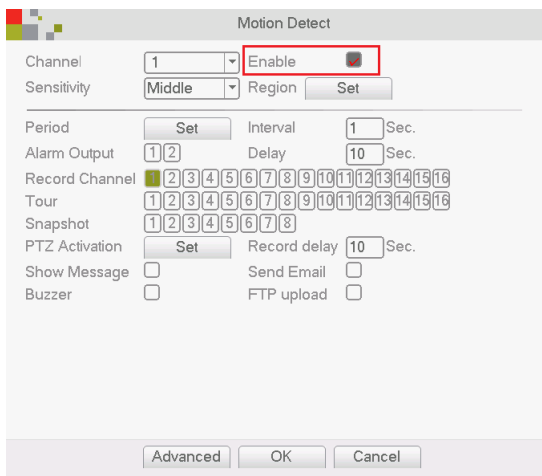 Motion Detect
Channel 1 Enable
Sensitivity Middle Region Set
Period Set Interval 1 Sec.
Alarm Output 1 2 Delay 10 Sec.
Record Channel 1 2 3 4 5 6 7 8 9 10 11 12 13 14 15 16
Tour 1 2 3 4 5 6 7 8 9 10 11 12 13 14 15 16
Snapshot 1 2 3 4 5 6 7 8
PTZ Activation Set Record delay 10 Sec.
Show Message Send Email
Buzzer FTP upload
Advanced OK Cancel